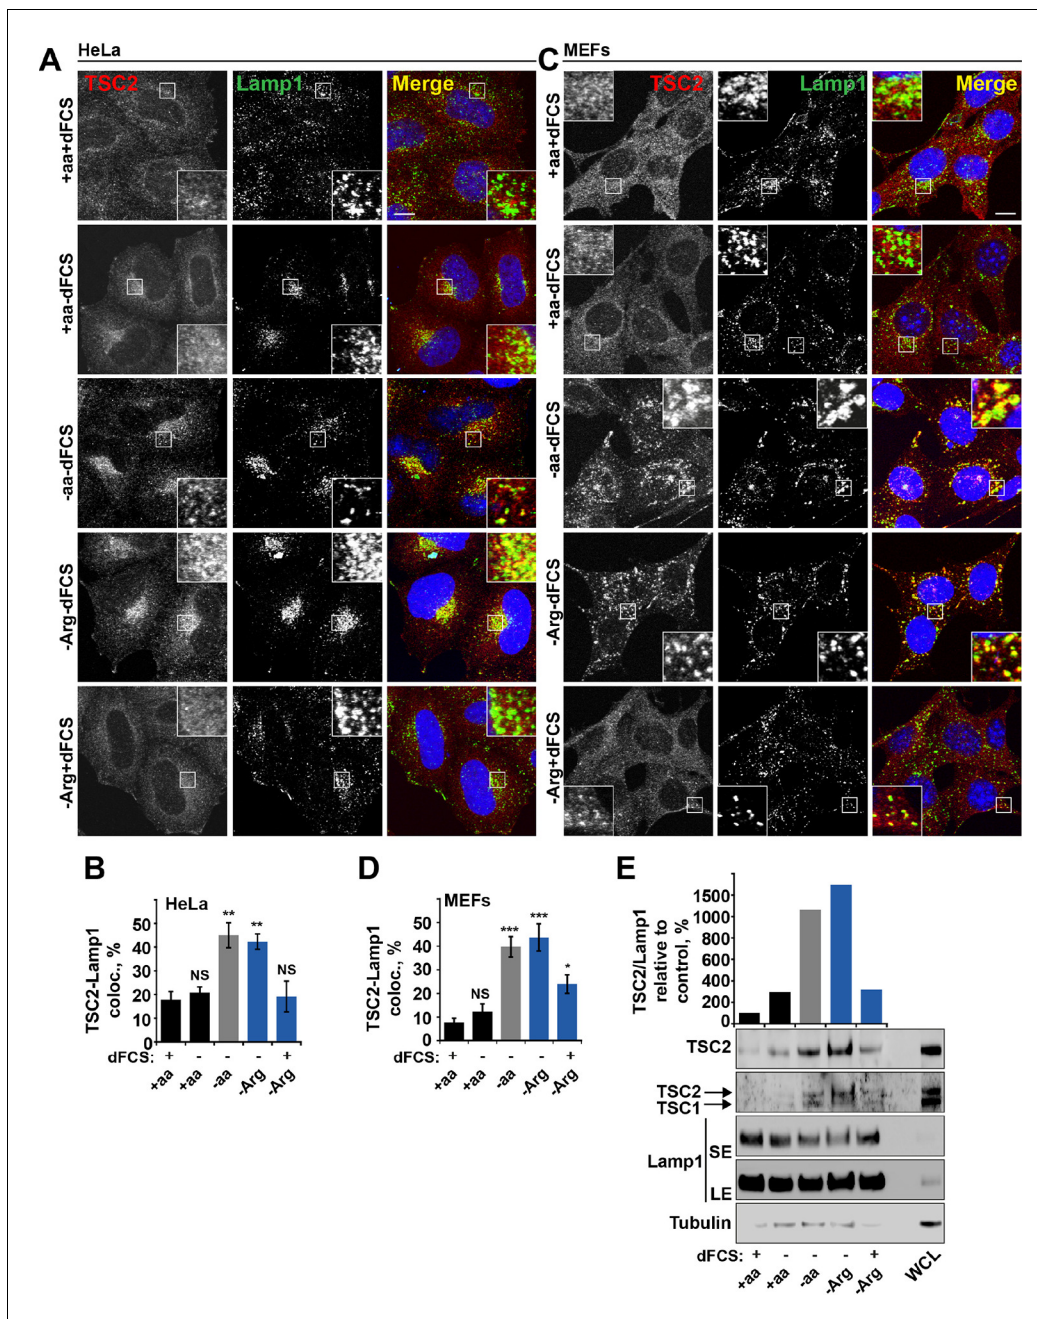 A HeLa
TSC2 Lamp1 Merge
+aa+dFCS
+aa-dFCS
-aa-dFCS
-Arg-dFCS
-Arg+dFCS
C MEFs
TSC2 Lamp1 Merge
+aa+dFCS
+aa-dFCS
-aa-dFCS
-Arg-dFCS
-Arg+dFCS
B
HeLa
TSC2-Lamp1
coloc., %
50
40
30
20
10
0
NS ** ** NS
dFCS: + - - - +
+aa +aa -aa -Arg -Arg
D
MEFs
TSC2-Lamp1
coloc., %
50
40
30
20
10
0
NS *** *** *
dFCS: + - - - +
+aa +aa -aa -Arg -Arg
E
TSC2/Lamp1
relative to
control, %
1500
1000
800
600
400
200
0
TSC2
TSC2
TSC1
Lamp1 SE
LE
Tubulin
dFCS: + - - - +
+aa +aa -aa -Arg -Arg WCL